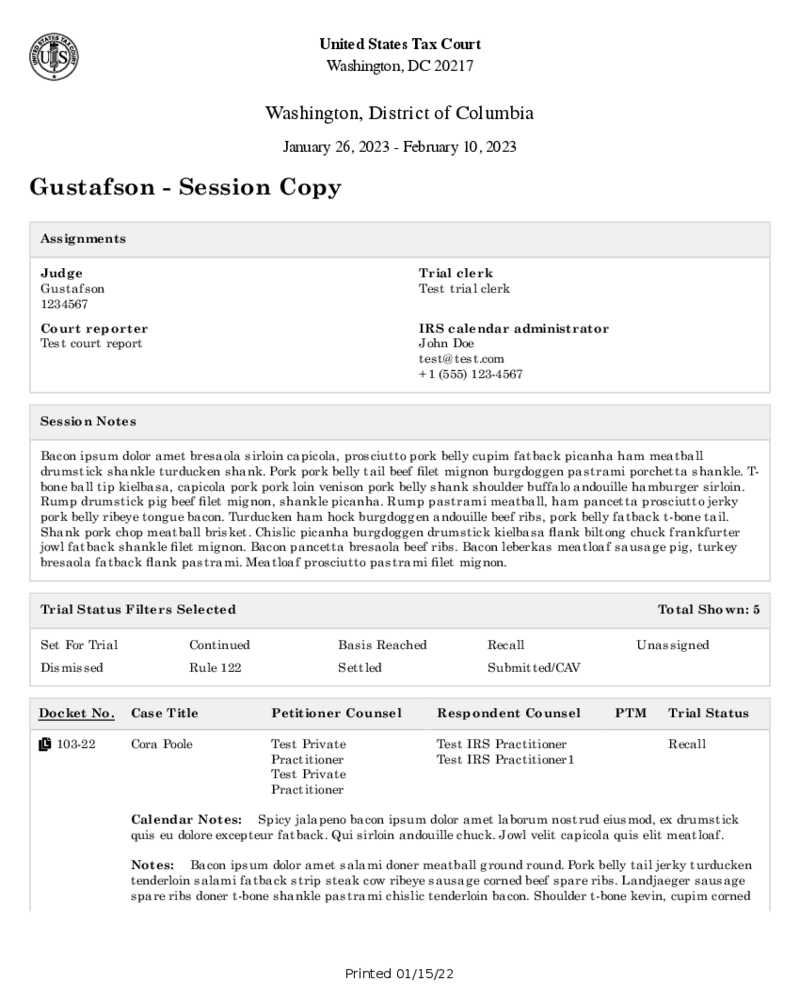 United States Tax Court
Washington, DC 20217
Washington, District of Columbia
January 26, 2023 - February 10, 2023
Gustafson - Session Copy
Assignments
Judge
Gustafson
1234567
Trial clerk
Test trial clerk
Court reporter
Test court report
IRS calendar administrator
John Doe
test@test.com
+1 (555) 123-4567
Session Notes
Bacon ipsum dolor amet bresaola sirloin capicola, prosciutto pork belly cupim fatback picanha ham meatball
drumstick shankle turducken shank. Pork pork belly tail beef filet mignon burgdoggen pastrami porchetta shankle. T-
bone ball tip kielbasa, capicola pork pork loin venison pork belly shank shoulder buffalo andouille hamburger sirloin.
Rump drumstick pig beef filet mignon, shankle picanha. Rump pastrami meatball, ham pancetta prosciutto jerky
pork belly ribeye tongue bacon. Turducken ham hock burgdoggen andouille beef ribs, pork belly fatback t-bone tail.
Shank pork chop meatball brisket. Chislic picanha burgdoggen drumstick kielbasa flank biltong chuck frankfurter
jowl fatback shankle filet mignon. Bacon pancetta bresaola beef ribs. Bacon leberkas meatloaf sausage pig, turkey
bresaola fatback flank pastrami. Meatloaf prosciutto pastrami filet mignon.
Trial Status Filters Selected Total Shown: 5
Set For Trial Continued Basis Reached Recall Unassigned
Dismissed Rule 122 Settled Submitted/CAV
Docket No. Case Title Petitioner Counsel Respondent Counsel PTM Trial Status
103-22 Cora Poole Test Private Test IRS Practitioner Recall
Practitioner Test IRS Practitioner1
Test Private
Practitioner
Calendar Notes: Spicy jalapeno bacon ipsum dolor amet laborum nostrud eiusmod, ex drumstick
quis eu dolore excepteur fatback. Qui sirloin andouille chuck. Jowl velit capicola quis elit meatloaf.
Notes: Bacon ipsum dolor amet salami doner meatball ground round. Pork belly tail jerky turducken
tenderloin salami fatback strip steak cow ribeye sausage corned beef spare ribs. Landjaeger sausage
spare ribs doner t-bone shankle pastrami chislic tenderloin bacon. Shoulder t-bone kevin, cupim corned
Printed 01/15/22